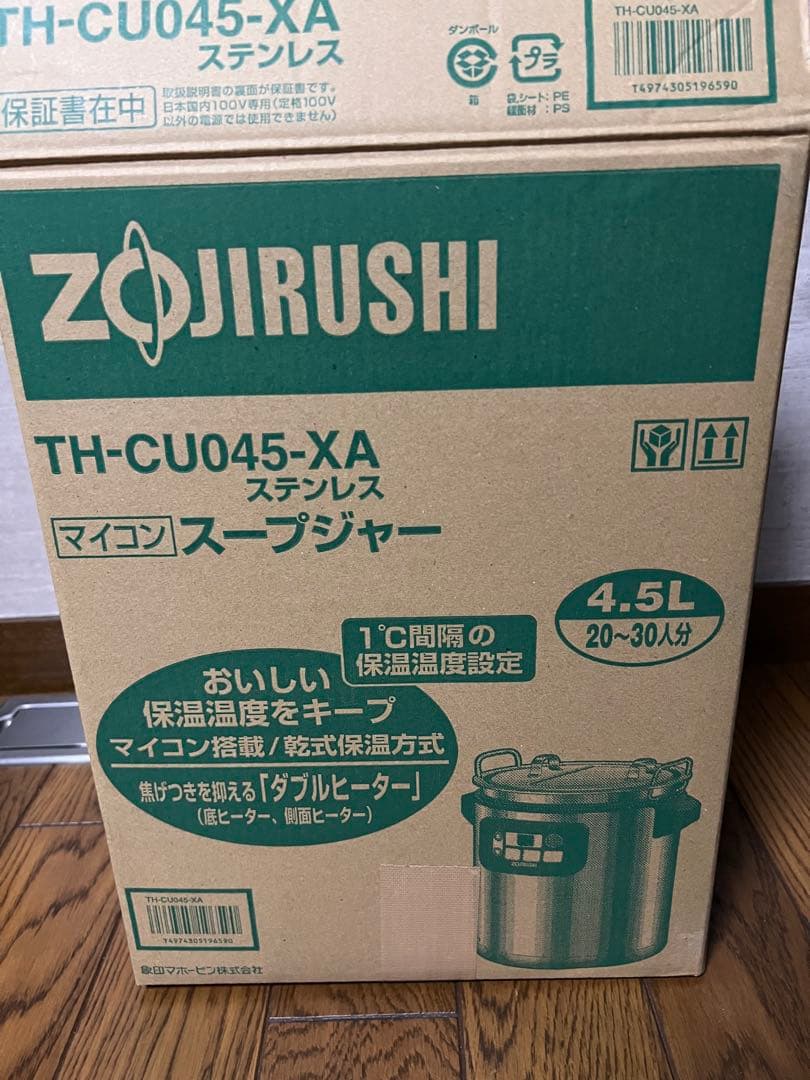 TH-CU045-XA
ステンレス
保証書在中
取扱説明書の裏面が保証書です。
日本国内100V専用(定格100V
以外の電源では使用できません)
ダンボール
箱
プラ
袋、シート: PE
緩衝材 : PS
TH-CU045-XA
T4974305196590
ZOJIRUSHI
TH-CU045-XA
ステンレス
マイコン スープジャー
4.5L
20～30人分
1℃間隔の
保温温度設定
おいしい
保温温度をキープ
マイコン搭載/乾式保温方式
焦げつきを抑える「ダブルヒーター」
(底ヒーター、側面ヒーター)
ZOJIRUSHI
TH-CU045-XA
T4974305196590
象印マホービン株式会社